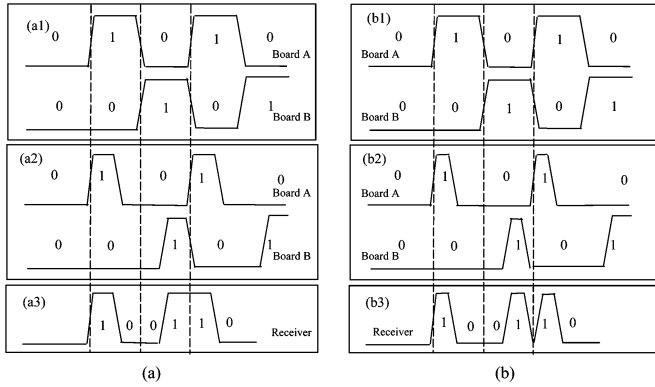 (a1)
0 1 0 1 0
Board A
0 0 1 0 1
Board B
(a2)
0 1 0 1 0
Board A
0 0 1 0 1
Board B
(a3)
1 0 0 1 1 0
Receiver
(a)
(b1)
0 1 0 1 0
Board A
0 0 1 0 1
Board B
(b2)
0 1 0 1 0
Board A
0 0 1 0 1
Board B
(b3)
1 0 0 1 1 0
Receiver
(b)